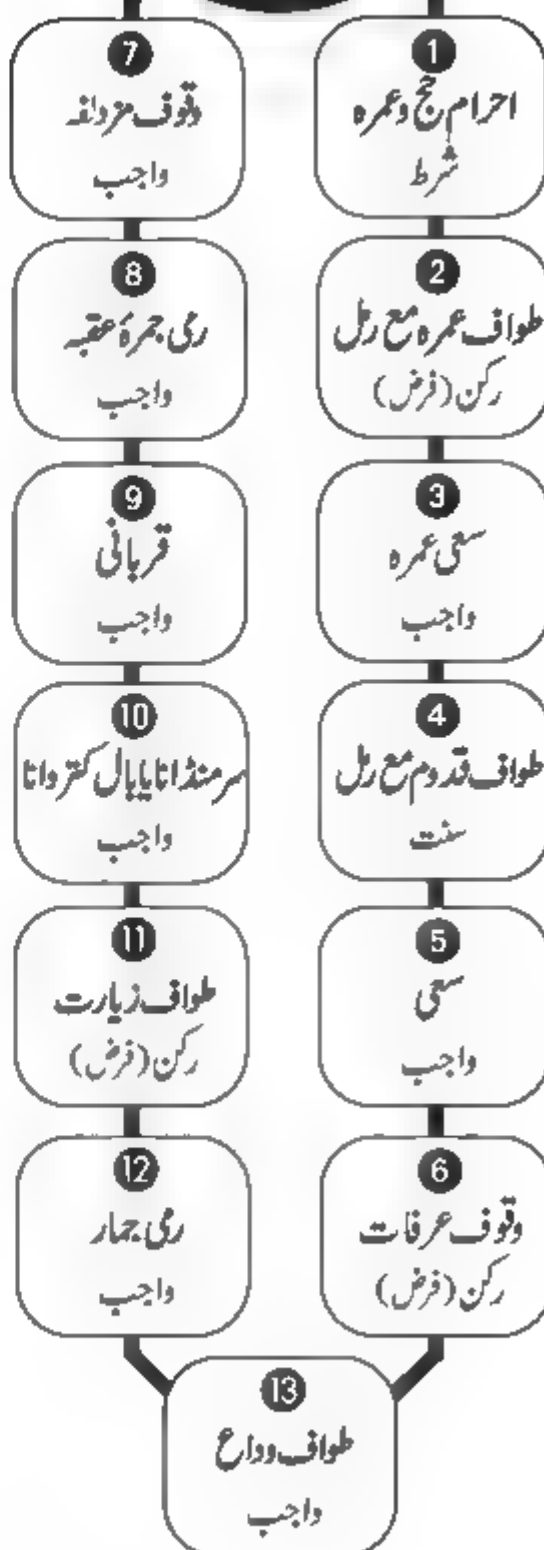 1
احرام حج و عمرہ
شرط
2
طواف عمرہ مع رمل
رکن (فرض)
3
سعی عمرہ
واجب
4
طواف قدوم مع رمل
سنت
5
سعی
واجب
6
وقوف عرفات
رکن (فرض)
7
وقوف مزدلفہ
واجب
8
رمی جمرۂ عقبہ
واجب
9
قربانی
واجب
10
سر منڈانا یا بال کتروانا
واجب
11
طواف زیارت
رکن (فرض)
12
رمی جمار
واجب
13
طواف وداع
واجب